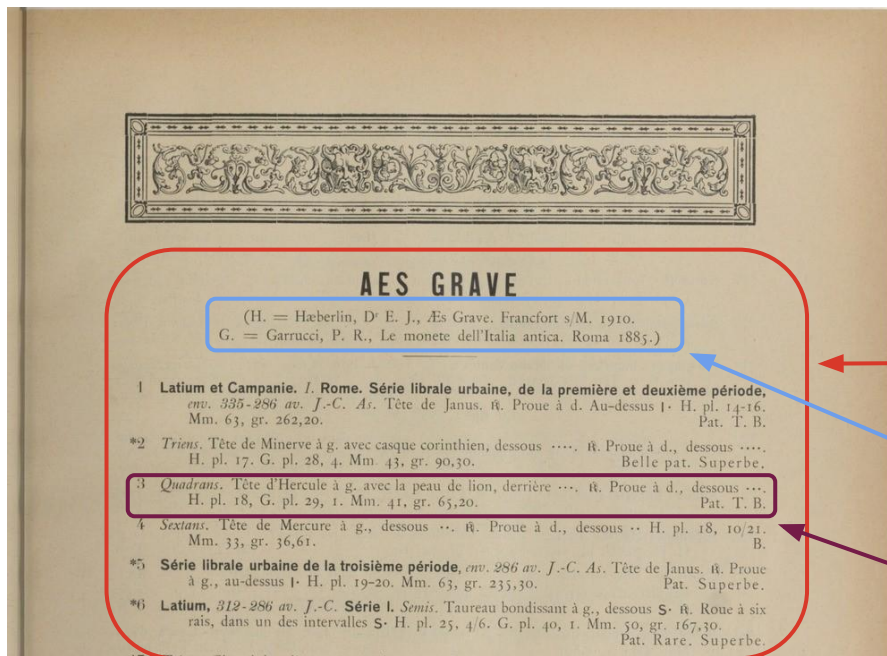 AES GRAVE
(H. = Hæberlin, Dr E. J., Æs Grave. Francfort s/M. 1910.
G. = Garrucci, P. R., Le monete dell'Italia antica. Roma 1885.)
1 Latium et Campanie. I. Rome. Série librale urbaine, de la première et deuxième période,
env. 335-286 av. J.-C. As. Tête de Janus. ℟. Proue à d. Au-dessus I· H. pl. 14-16.
Mm. 63, gr. 262,20. Pat. T. B.
*2 Triens. Tête de Minerve à g. avec casque corinthien, dessous ····. ℟. Proue à d., dessous ····.
H. pl. 17. G. pl. 28, 4. Mm. 43, gr. 90,30. Belle pat. Superbe.
3 Quadrans. Tête d'Hercule à g. avec la peau de lion, derrière ···. ℟. Proue à d., dessous ···.
H. pl. 18, G. pl. 29, 1. Mm. 41, gr. 65,20. Pat. T. B.
4 Sextans. Tête de Mercure à g., dessous ··. ℟. Proue à d., dessous ·· H. pl. 18, 10/21.
Mm. 33, gr. 36,61. B.
*5 Série librale urbaine de la troisième période, env. 286 av. J.-C. As. Tête de Janus. ℟. Proue
à g., au-dessus I· H. pl. 19-20. Mm. 63, gr. 235,30. Pat. Superbe.
*6 Latium, 312-286 av. J.-C. Série I. Semis. Taureau bondissant à g., dessous S· ℟. Roue à six
rais, dans un des intervalles S· H. pl. 25, 4/6. G. pl. 40, 1. Mm. 50, gr. 167,30.
Pat. Rare. Superbe.